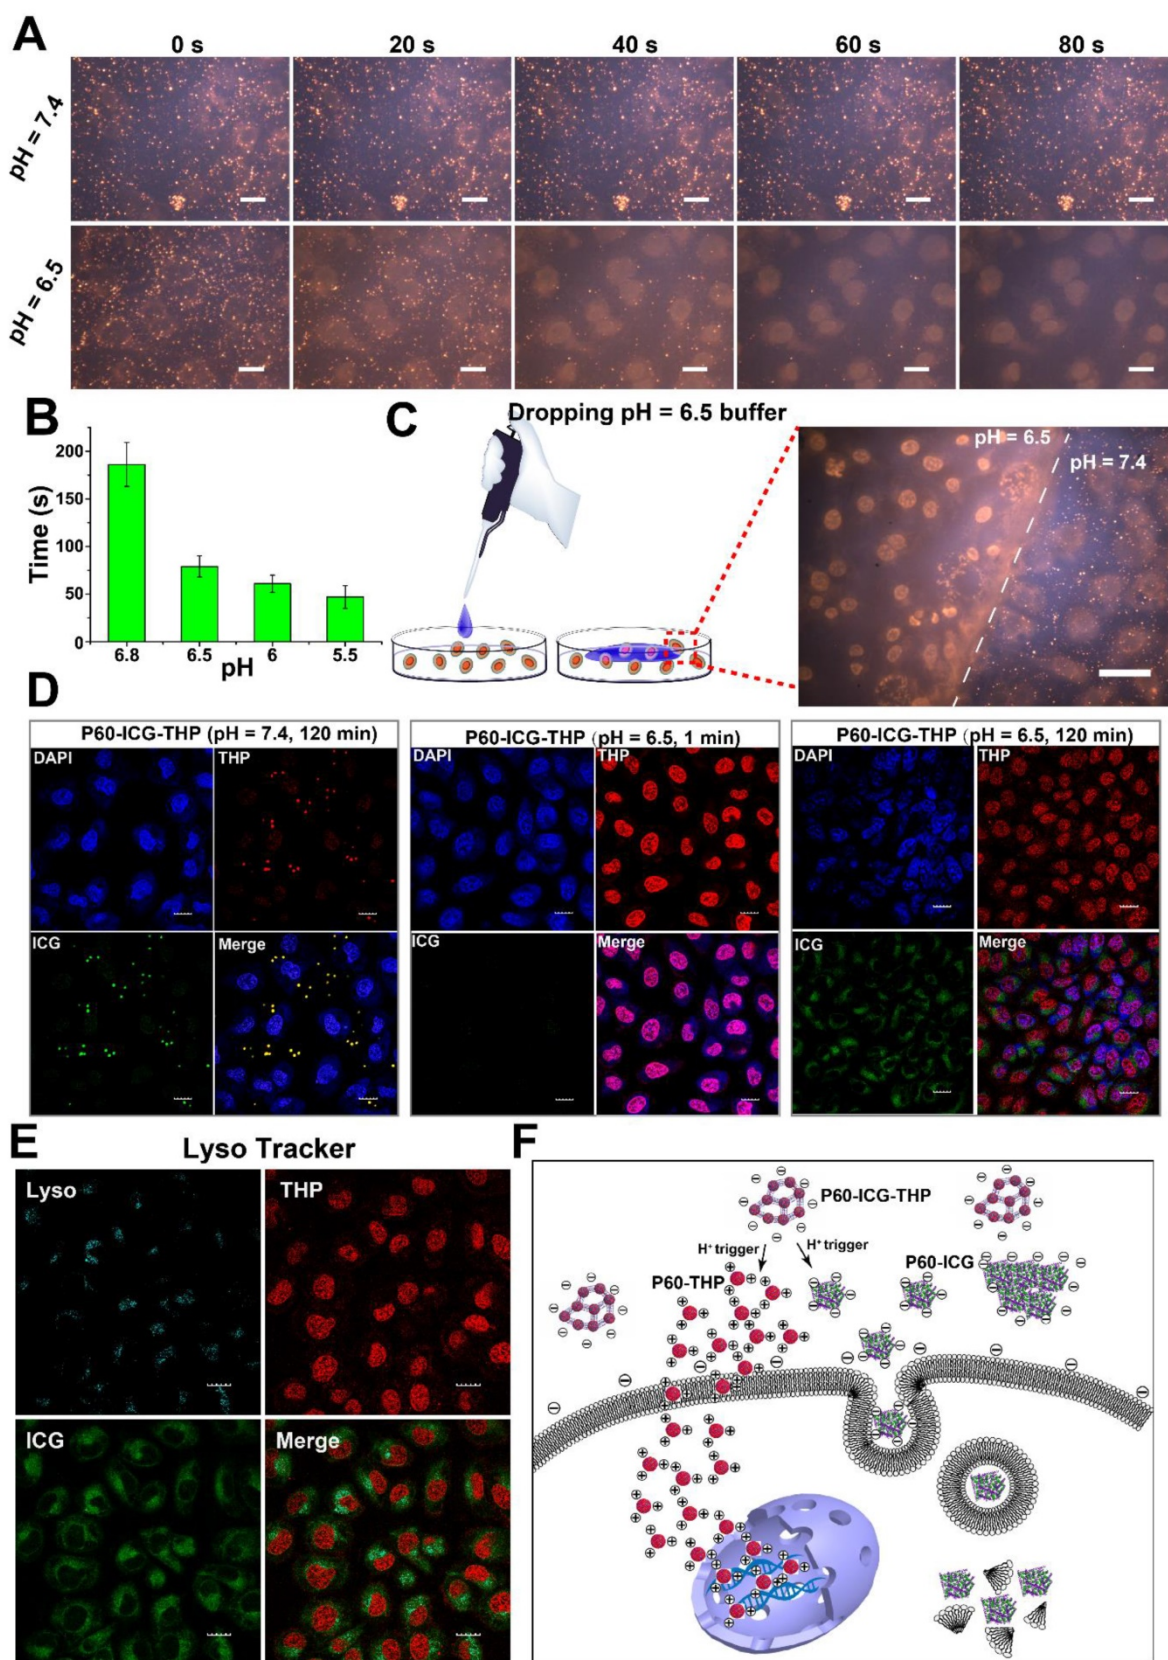 A
0 s 20 s 40 s 60 s 80 s
pH = 7.4
pH = 6.5
B
Time (s)
200
150
100
50
0
6.8 6.5 6 5.5
pH
C
Dropping pH = 6.5 buffer
pH = 6.5
pH = 7.4
D
P60-ICG-THP (pH = 7.4, 120 min)
DAPI THP
ICG Merge
P60-ICG-THP (pH = 6.5, 1 min)
DAPI THP
ICG Merge
P60-ICG-THP (pH = 6.5, 120 min)
DAPI THP
ICG Merge
E
Lyso Tracker
Lyso THP
ICG Merge
F
P60-ICG-THP
H⁺ trigger H⁺ trigger
P60-THP
P60-ICG